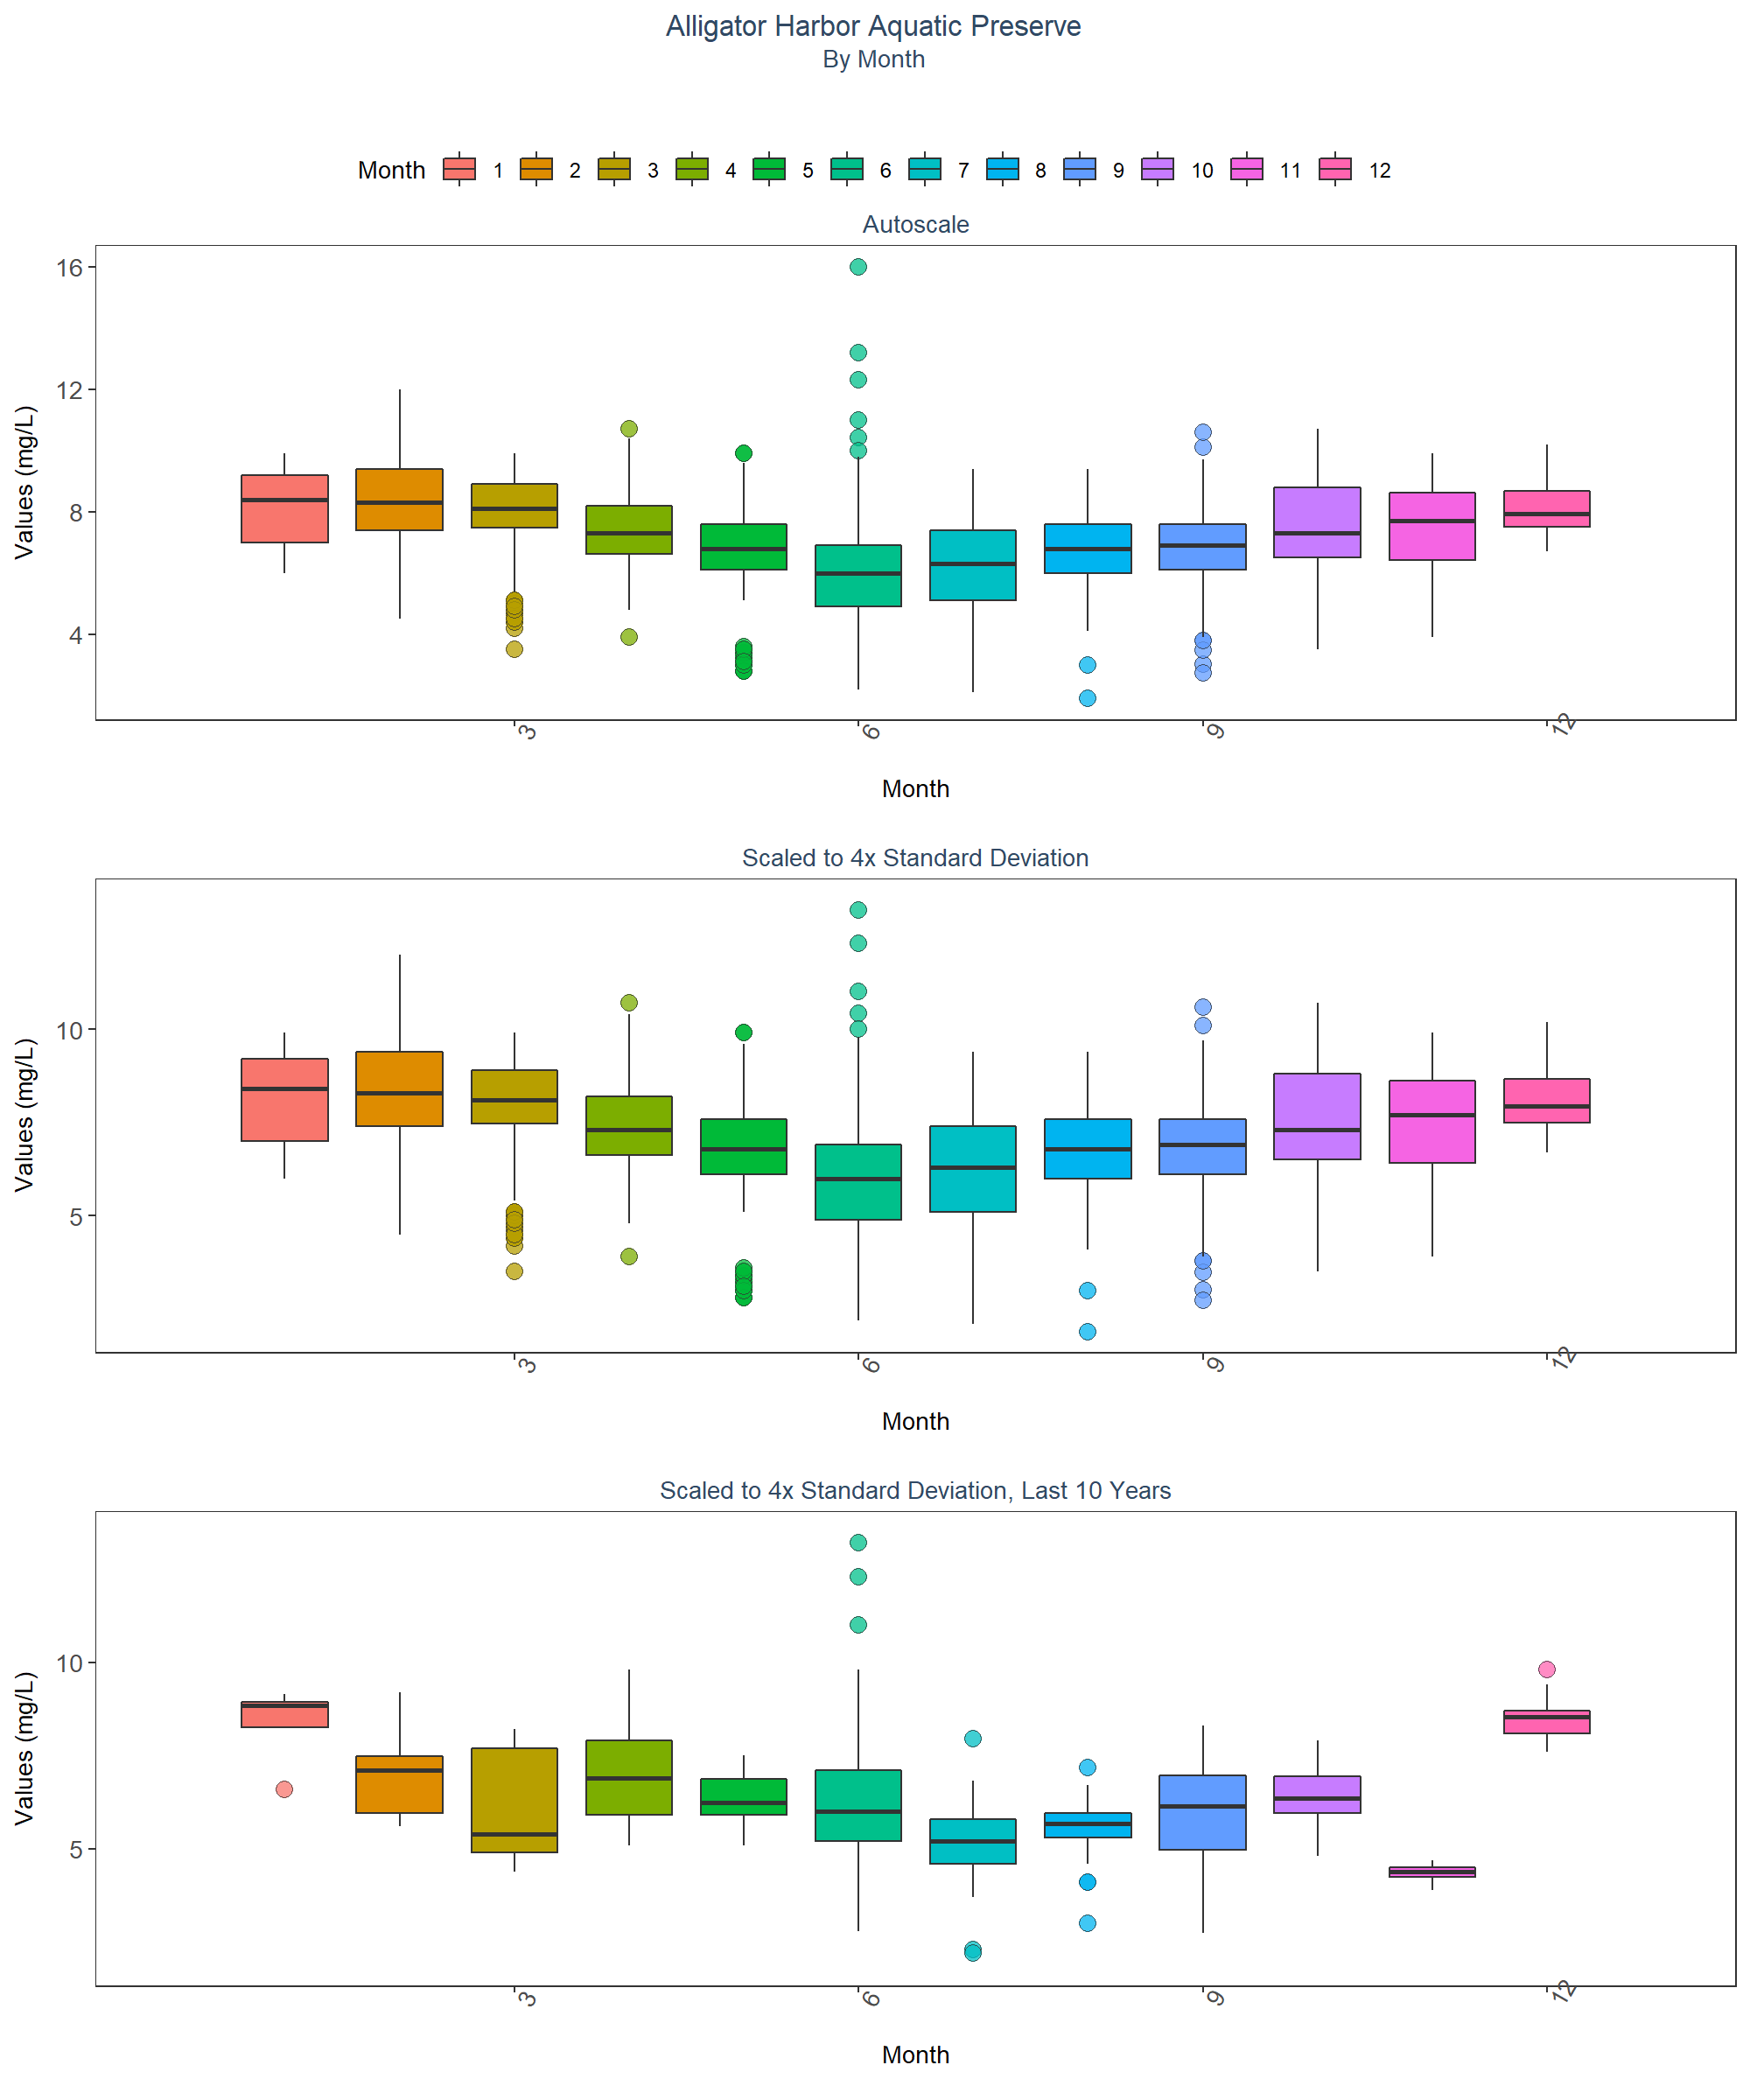 Alligator Harbor Aquatic Preserve
By Month
Month 1 2 3 4 5 6 7 8 9 10 11 12
Autoscale
Values (mg/L)
16
12
8
4
3 6 9 12
Month
Scaled to 4x Standard Deviation
Values (mg/L)
10
5
3 6 9 12
Month
Scaled to 4x Standard Deviation, Last 10 Years
Values (mg/L)
10
5
3 6 9 12
Month